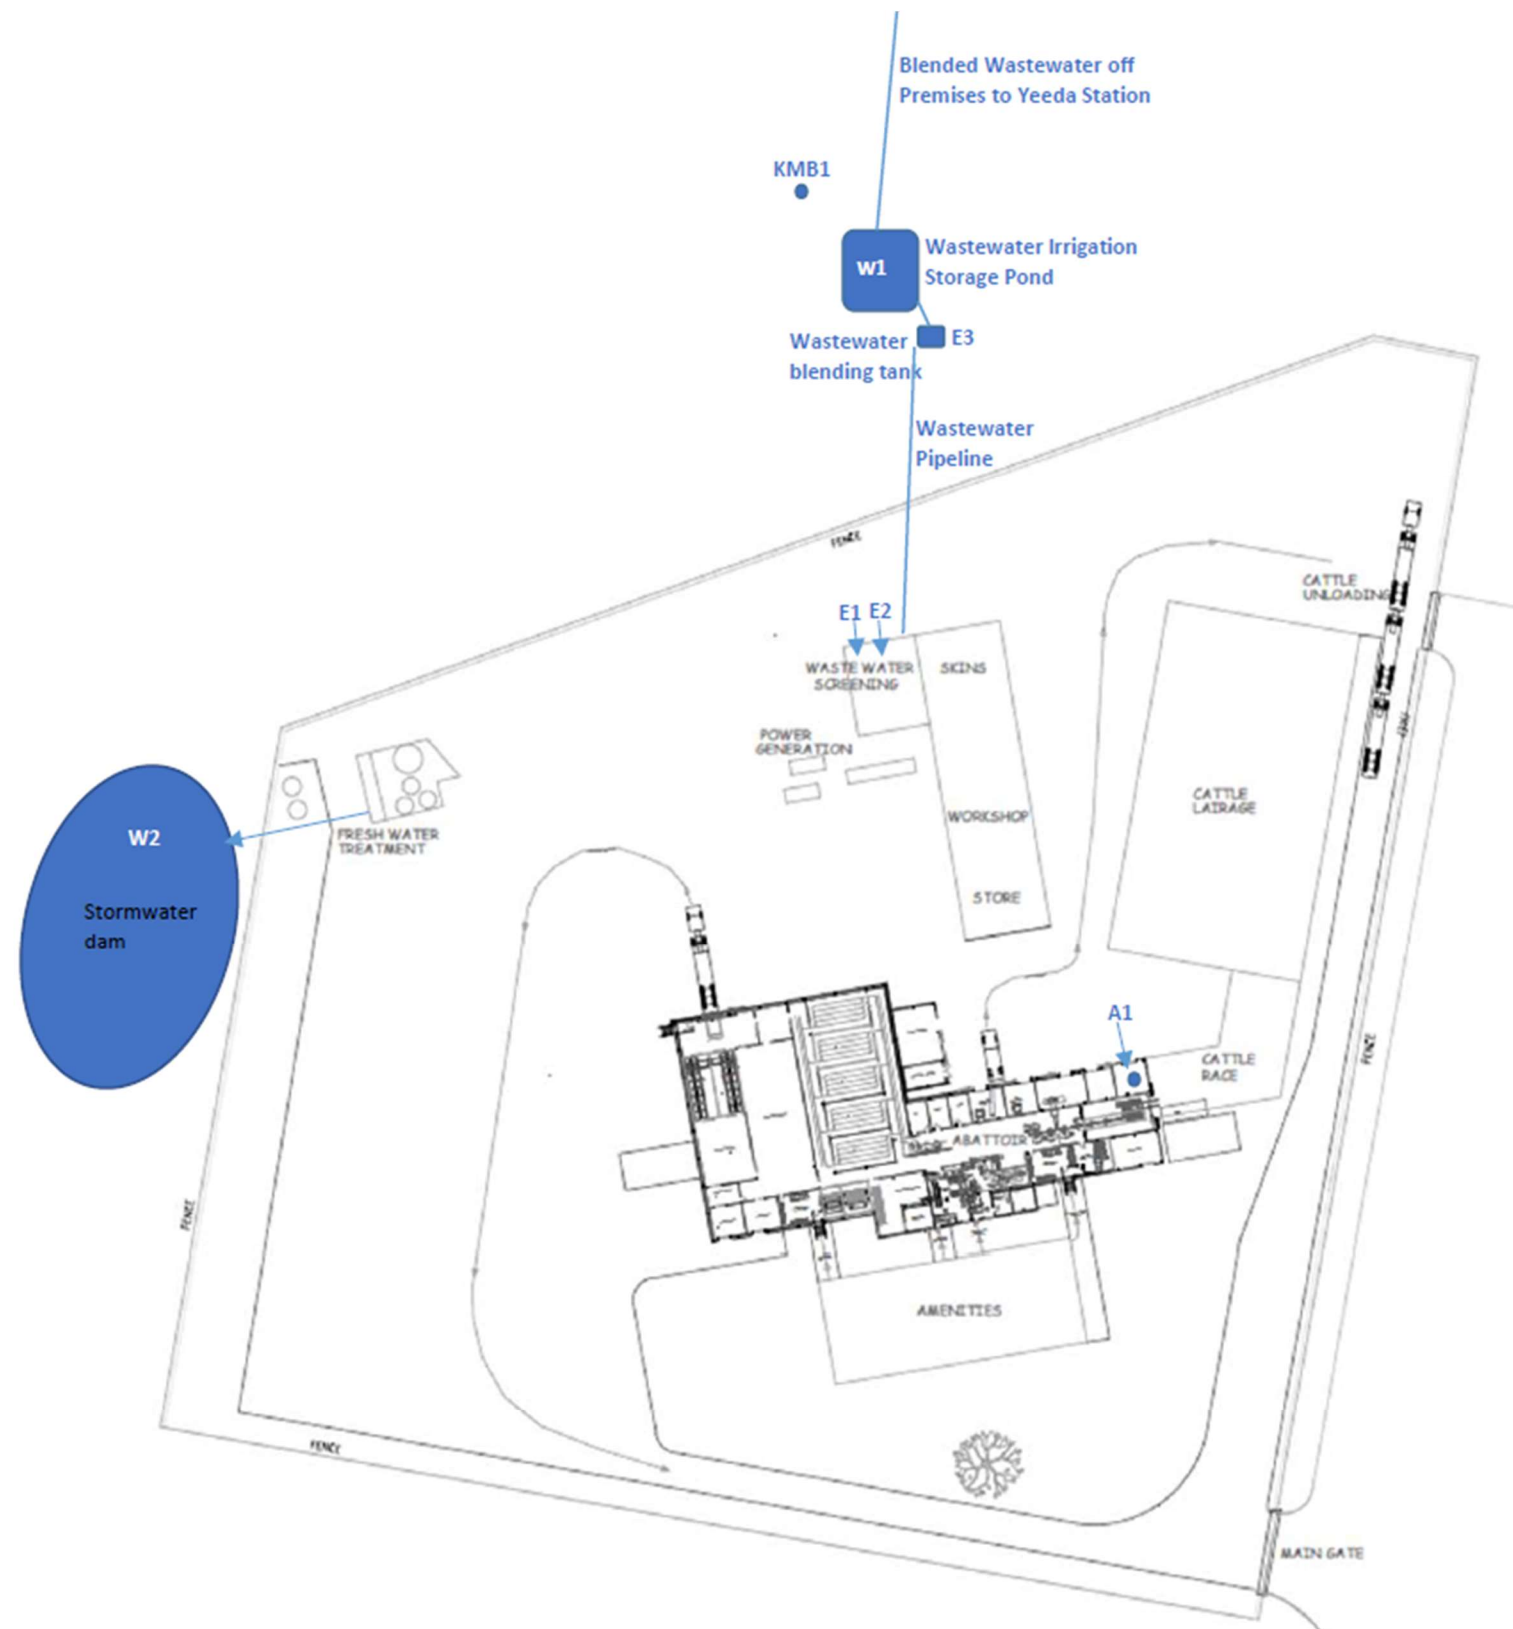 Blended Wastewater off
Premises to Yeeda Station
KMB1
W1
Wastewater Irrigation
Storage Pond
Wastewater
blending tank
E3
Wastewater
Pipeline
FENCE
CATTLE
UNLOADING
E1 E2
WASTE WATER
SCREENING
SKINS
POWER
GENERATION
FENCE
CATTLE
LAIRAGE
WORKSHOP
FRESH WATER
TREATMENT
W2
STORE
Stormwater
dam
A1
FENCE
CATTLE
RACE
ABATTOIR
FENCE
AMENITIES
FENCE
MAIN GATE